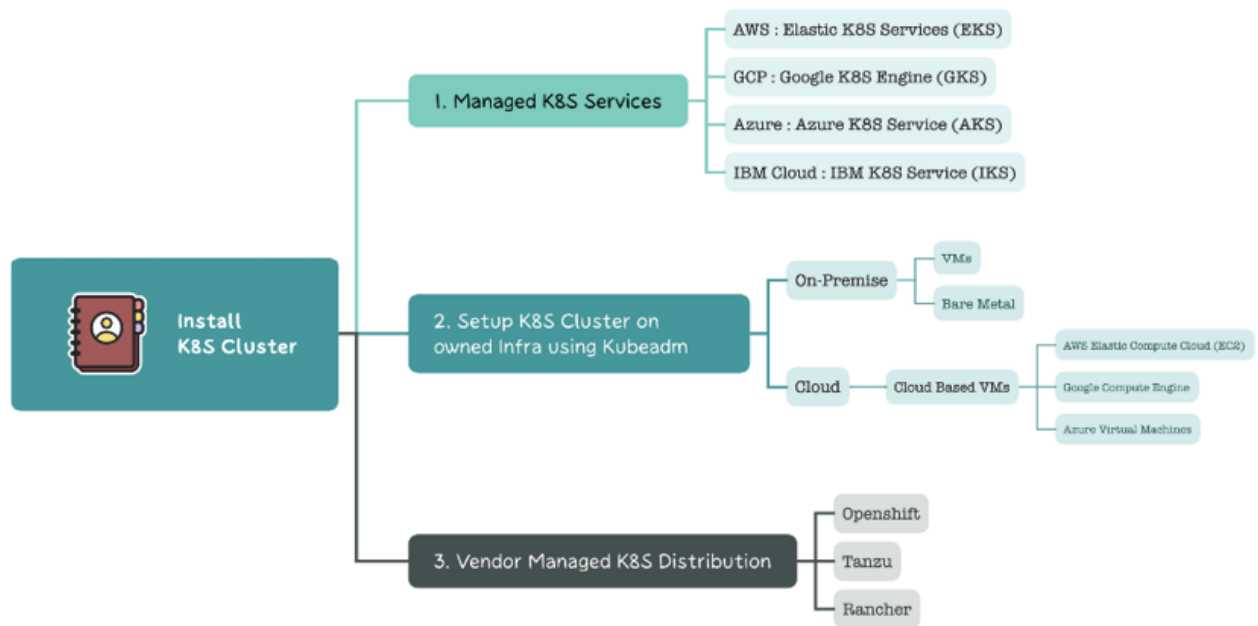 Install
K8S Cluster
1. Managed K8S Services
AWS : Elastic K8S Services (EKS)
GCP : Google K8S Engine (GKS)
Azure : Azure K8S Service (AKS)
IBM Cloud : IBM K8S Service (IKS)
2. Setup K8S Cluster on
owned Infra using Kubeadm
On-Premise
VMs
Bare Metal
Cloud
Cloud Based VMs
AWS Elastic Compute Cloud (EC2)
Google Compute Engine
Azure Virtual Machines
3. Vendor Managed K8S Distribution
Openshift
Tanzu
Rancher